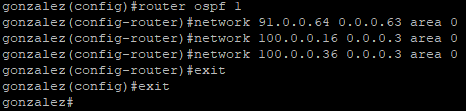 gonzalez(config)#router ospf 1
gonzalez(config-router)#network 91.0.0.64 0.0.0.63 area 0
gonzalez(config-router)#network 100.0.0.16 0.0.0.3 area 0
gonzalez(config-router)#network 100.0.0.36 0.0.0.3 area 0
gonzalez(config-router)#exit
gonzalez(config)#exit
gonzalez#